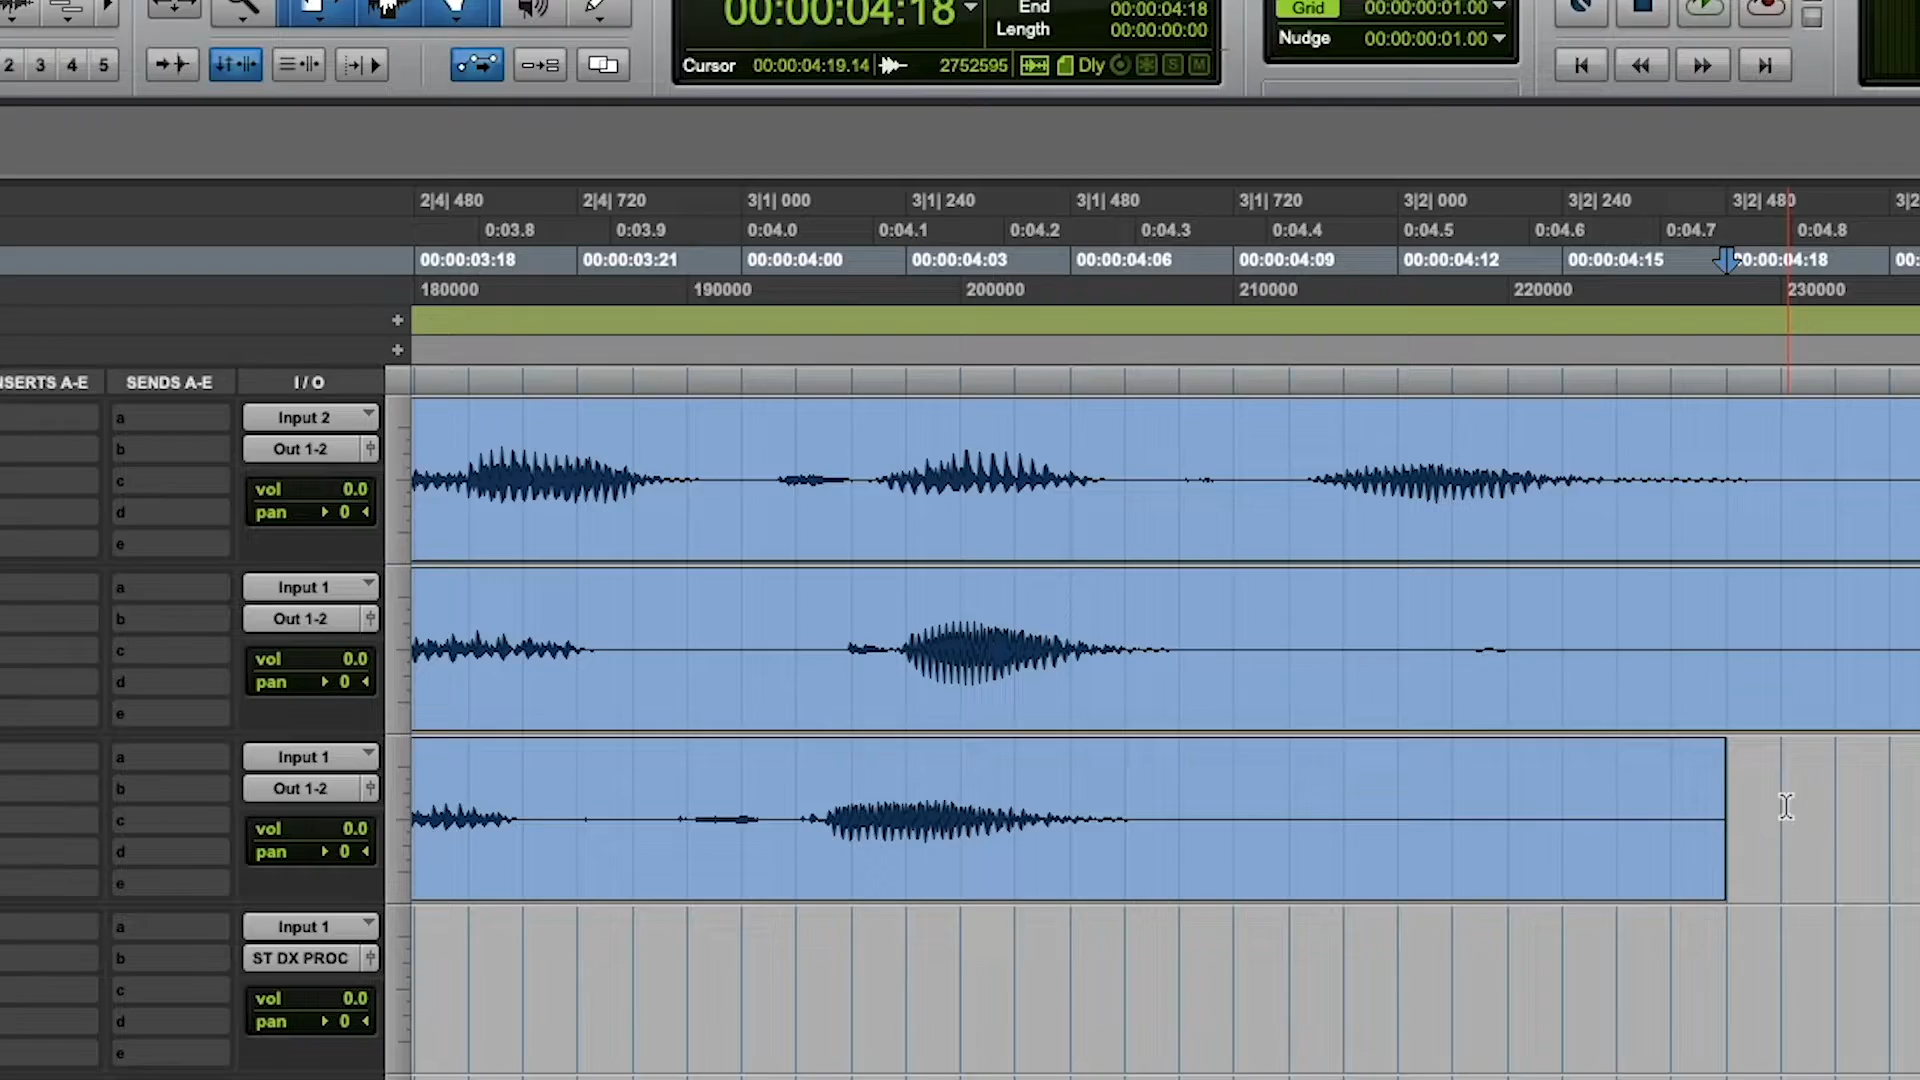 00:00:04:18
End 00:00:04:18
Length 00:00:00:00
Grid 00:00:00:01.00
Nudge 00:00:00:01.00
2 3 4 5
Cursor 00:00:04:19.14 2752595 Dly S M
2|4| 480 2|4| 720 3|1| 000 3|1| 240 3|1| 480 3|1| 720 3|2| 000 3|2| 240 3|2| 480 3|2
0:03.8 0:03.9 0:04.0 0:04.1 0:04.2 0:04.3 0:04.4 0:04.5 0:04.6 0:04.7 0:04.8
00:00:03:18 00:00:03:21 00:00:04:00 00:00:04:03 00:00:04:06 00:00:04:09 00:00:04:12 00:00:04:15 00:00:04:18 00:
180000 190000 200000 210000 220000 230000
NSERTS A-E SENDS A-E I / O
a Input 2
b Out 1-2
c vol 0.0
d pan 0
e
a Input 1
b Out 1-2
c vol 0.0
d pan 0
e
a Input 1
b Out 1-2
c vol 0.0
d pan 0
e
a Input 1
b ST DX PROC
c vol 0.0
d pan 0
e